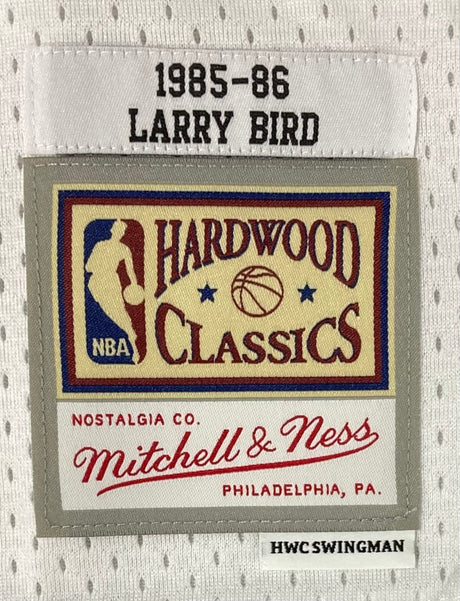 1985-86
LARRY BIRD
HARDWOOD
NBA
CLASSICS
NOSTALGIA CO.
Mitchell & Ness
PHILADELPHIA, PA.
HWC SWINGMAN